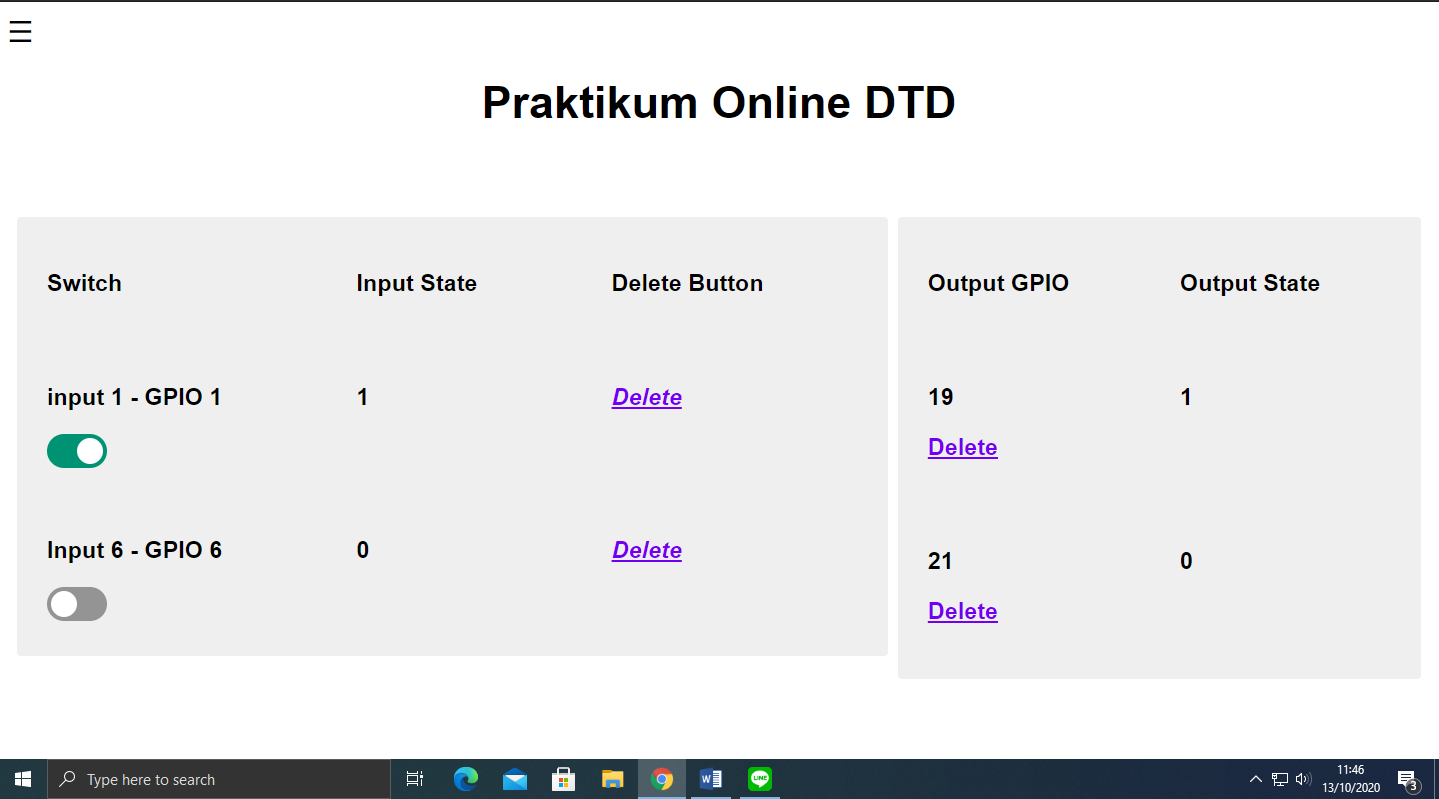 ☰
Praktikum Online DTD
Switch Input State Delete Button
input 1 - GPIO 1 1 Delete
Input 6 - GPIO 6 0 Delete
Output GPIO Output State
19 1
Delete
21 0
Delete
Type here to search
W
LINE
11:46
13/10/2020
3